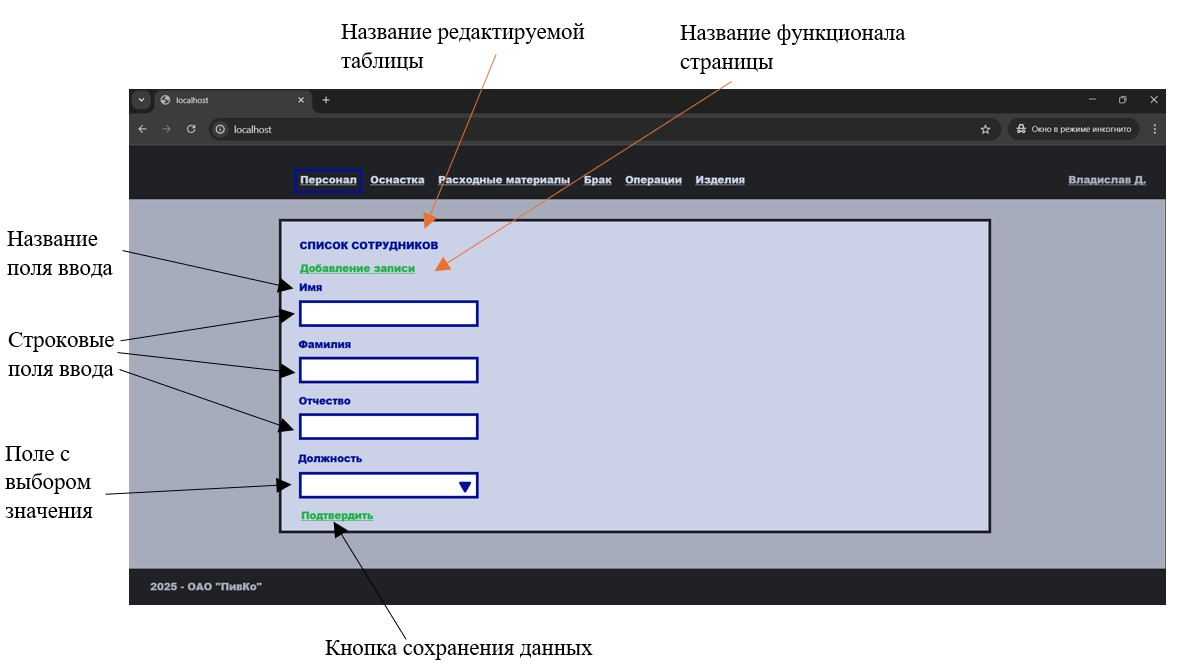 Название редактируемой
таблицы
Название функционала
страницы
localhost
localhost
Окно в режиме инкогнито
Персонал Оснастка Расходные материалы Брак Операции Изделия Владислав Д.
Название
поля ввода
СПИСОК СОТРУДНИКОВ
Добавление записи
Имя
Строковые
поля ввода
Фамилия
Отчество
Поле с
выбором
значения
Должность
Подтвердить
2025 - ОАО "ПивКо"
Кнопка сохранения данных